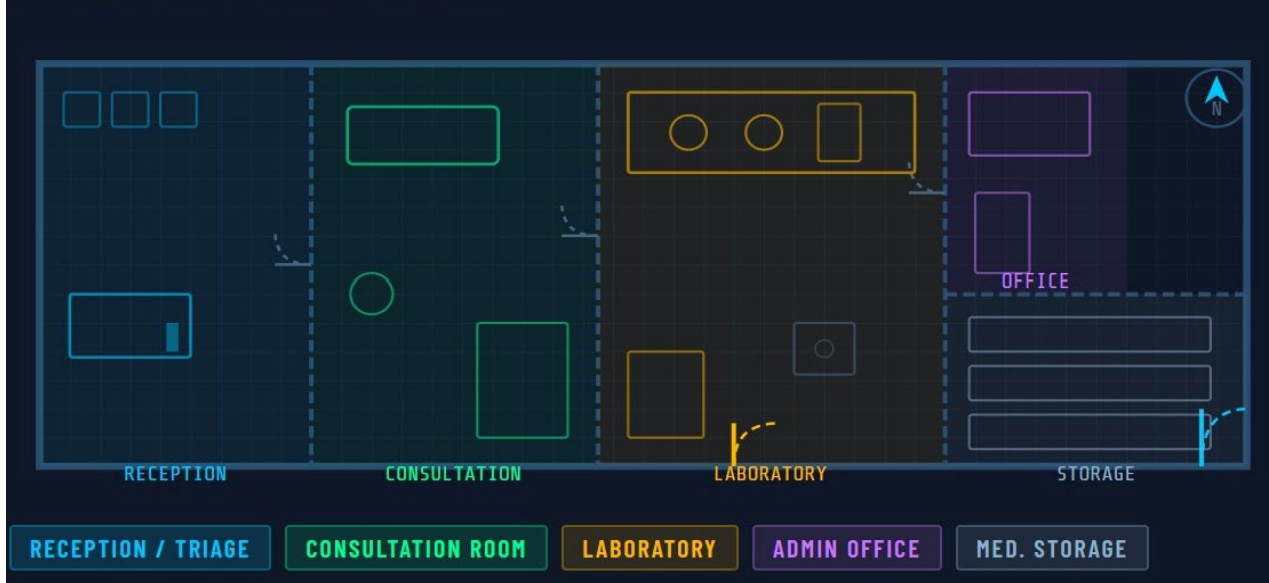 N
OFFICE
RECEPTION
CONSULTATION
LABORATORY
STORAGE
RECEPTION / TRIAGE
CONSULTATION ROOM
LABORATORY
ADMIN OFFICE
MED. STORAGE